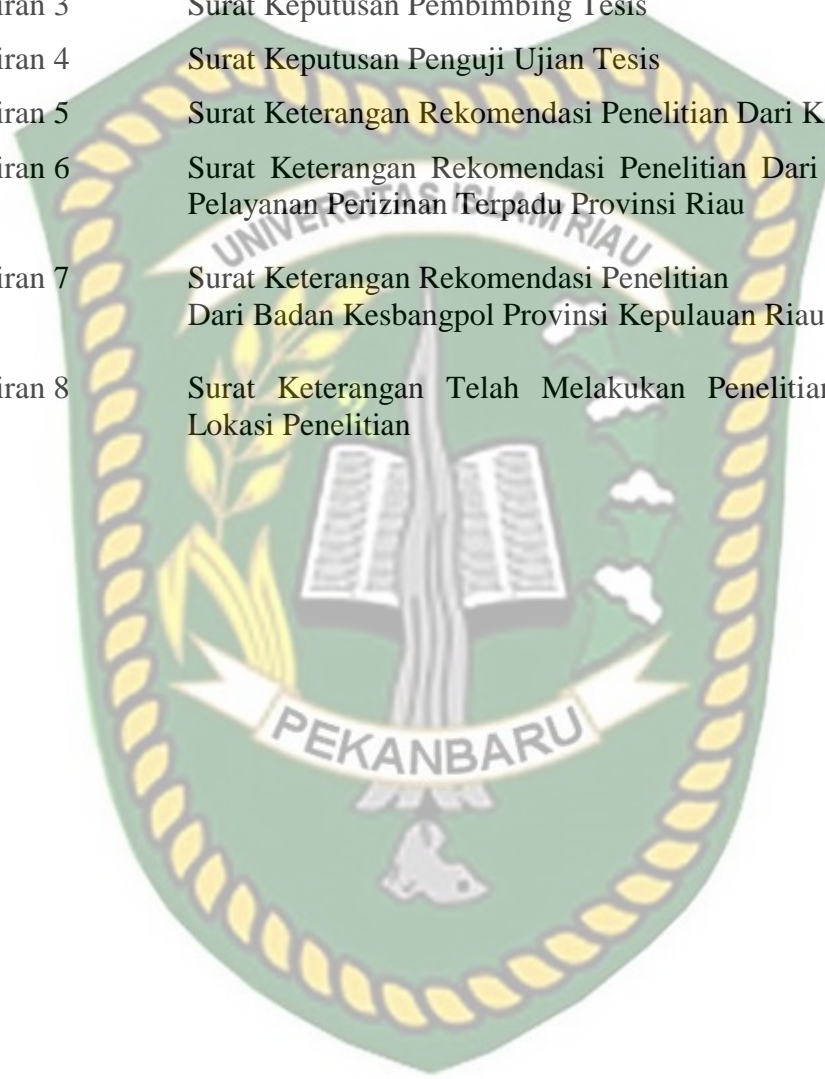 iran 3 Surat Keputusan Pembimbing Tesis
iran 4 Surat Keputusan Penguji Ujian Tesis
iran 5 Surat Keterangan Rekomendasi Penelitian Dari K
iran 6 Surat Keterangan Rekomendasi Penelitian Dari
Pelayanan Perizinan Terpadu Provinsi Riau
UNIVERSITAS ISLAM RIAU
iran 7 Surat Keterangan Rekomendasi Penelitian
Dari Badan Kesbangpol Provinsi Kepulauan Riau
iran 8 Surat Keterangan Telah Melakukan Penelitian
Lokasi Penelitian
PEKANBARU